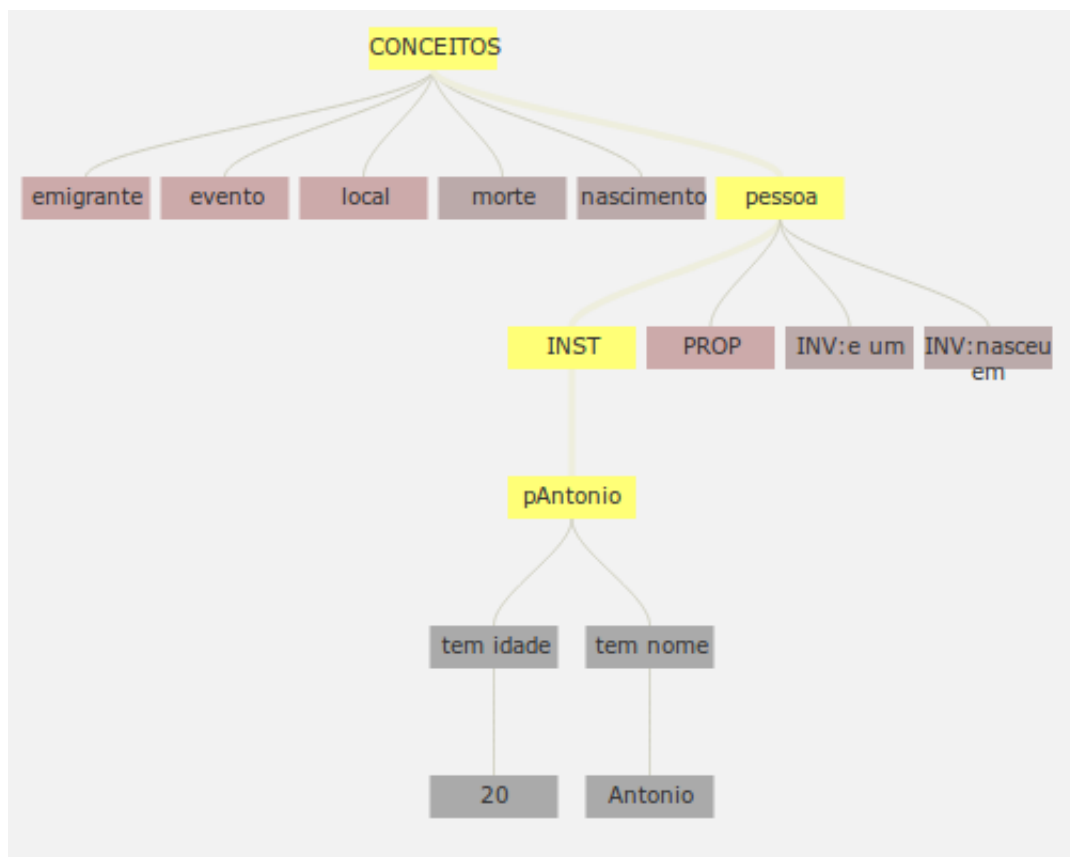 CONCEITOS
emigrante
evento
local
morte
nascimento
pessoa
INST
PROP
INV:e um
INV:nasceu
em
pAntonio
tem idade
tem nome
20
Antonio